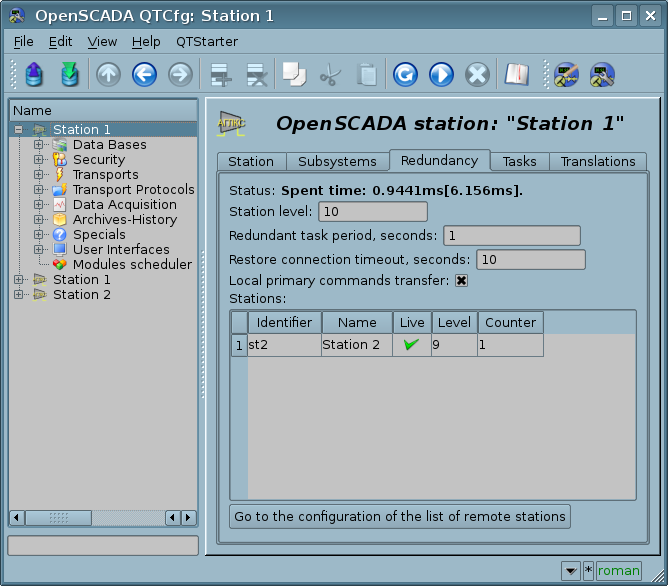 OpenSCADA QTCfg: Station 1
File Edit View Help QTStarter
Name
Station 1
Data Bases
Security
Transports
Transport Protocols
Data Acquisition
Archives-History
Specials
User Interfaces
Modules scheduler
Station 1
Station 2
OpenSCADA station: "Station 1"
Station Subsystems Redundancy Tasks Translations
Status: Spent time: 0.9441ms[6.156ms].
Station level: 10
Redundant task period, seconds: 1
Restore connection timeout, seconds: 10
Local primary commands transfer:
Stations:
Identifier Name Live Level Counter
1 st2 Station 2 9 1
Go to the configuration of the list of remote stations
* roman